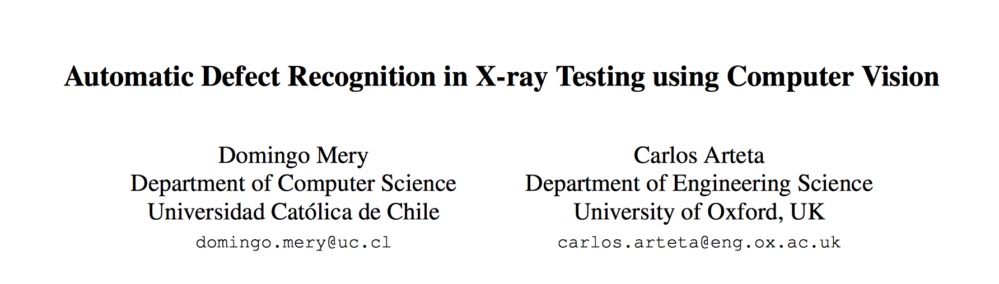 Automatic Defect Recognition in X-ray Testing using Computer Vision
Domingo Mery
Department of Computer Science
Universidad Católica de Chile
domingo.mery@uc.cl
Carlos Arteta
Department of Engineering Science
University of Oxford, UK
carlos.arteta@eng.ox.ac.uk